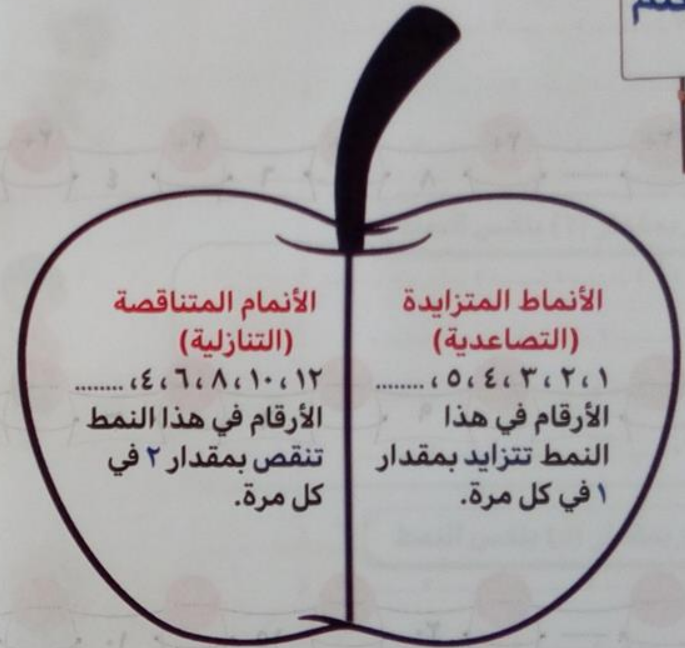 الأنماط المتزايدة
(التصاعدية)
١، ٢، ٣، ٤، ٥، ........
الأرقام في هذا
النمط تتزايد بمقدار
١ في كل مرة.
الأنمام المتناقصة
(التنازلية)
١٢، ١٠، ٨، ٦، ٤، ........
الأرقام في هذا النمط
تنقص بمقدار ٢ في
كل مرة.